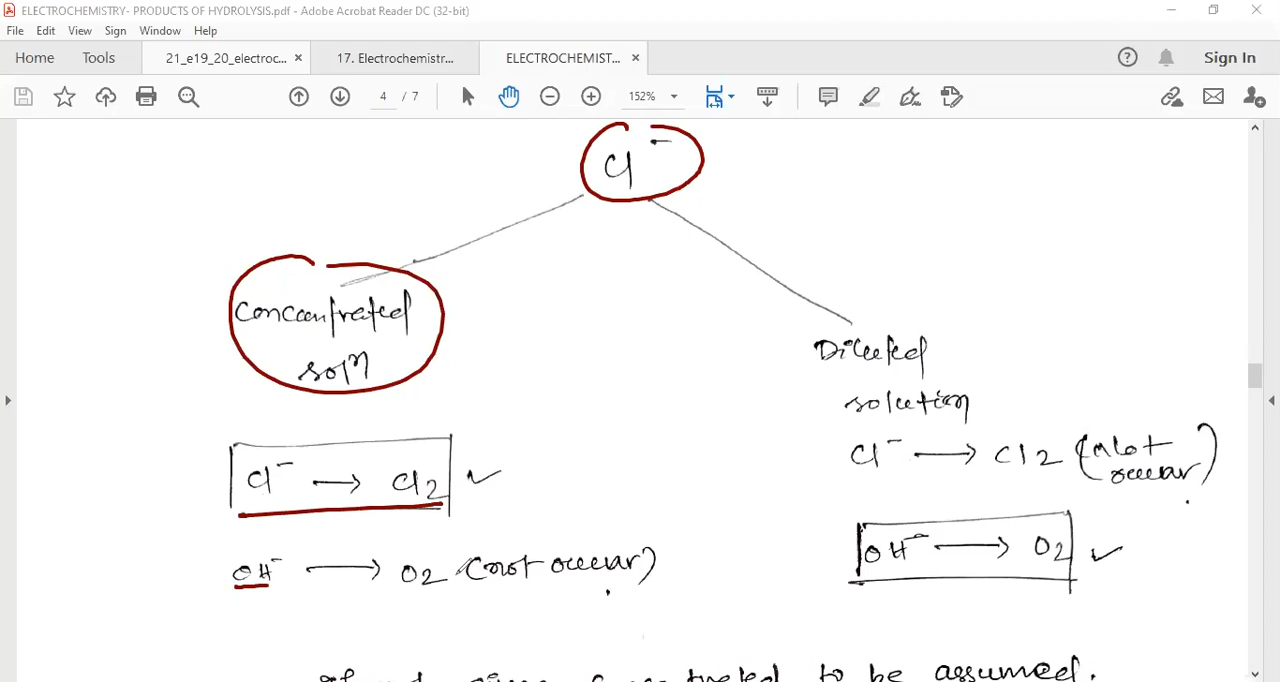 ELECTROCHEMISTRY- PRODUCTS OF HYDROLYSIS.pdf - Adobe Acrobat Reader DC (32-bit)
File Edit View Sign Window Help
Home Tools 21_e19_20_electroc... × 17. Electrochemistr... ELECTROCHEMIST... × Sign In
4 / 7 152%
Cl⁻
Concentrated
solⁿ
Diluted
solution
Cl⁻ → Cl2 (Not
occur)
Cl⁻ → Cl2 ✓
OH⁻ → O2 ✓
OH⁻ → O2 (not occur)
to be assumed.